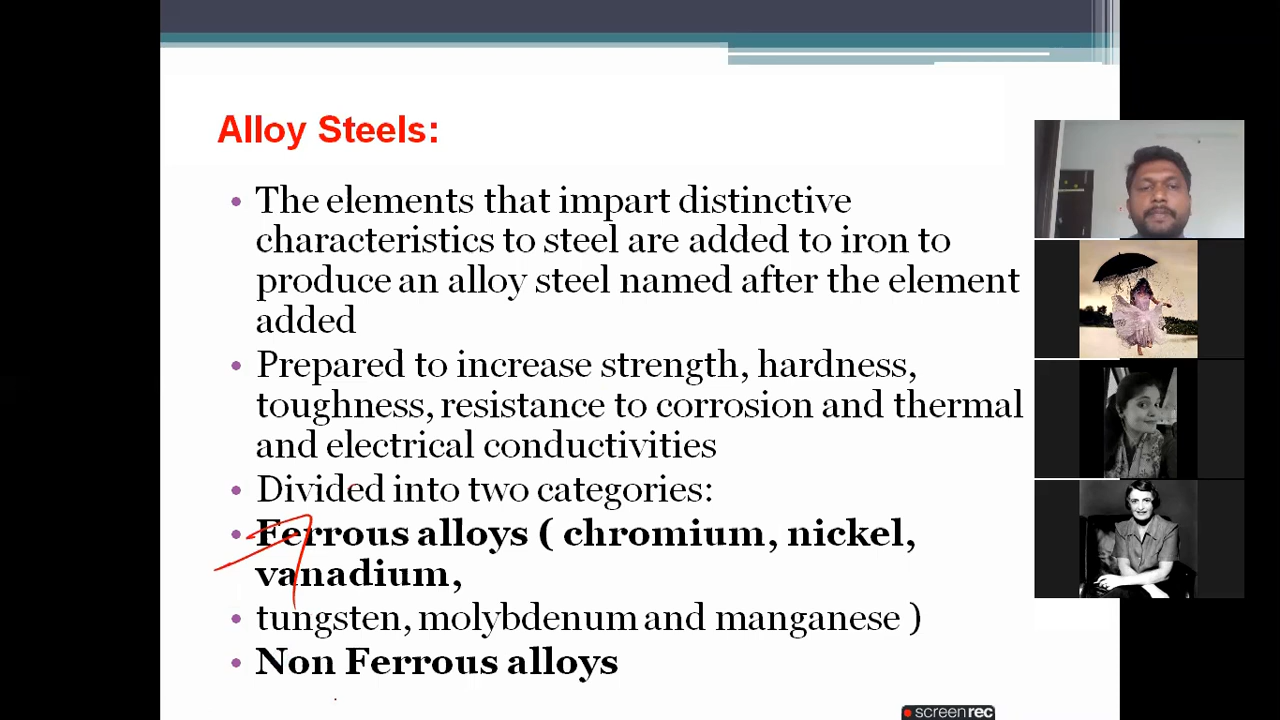 Alloy Steels:
• The elements that impart distinctive
characteristics to steel are added to iron to
produce an alloy steel named after the element
added
• Prepared to increase strength, hardness,
toughness, resistance to corrosion and thermal
and electrical conductivities
• Divided into two categories:
• Ferrous alloys ( chromium, nickel,
vanadium,
• tungsten, molybdenum and manganese )
• Non Ferrous alloys
screenrec